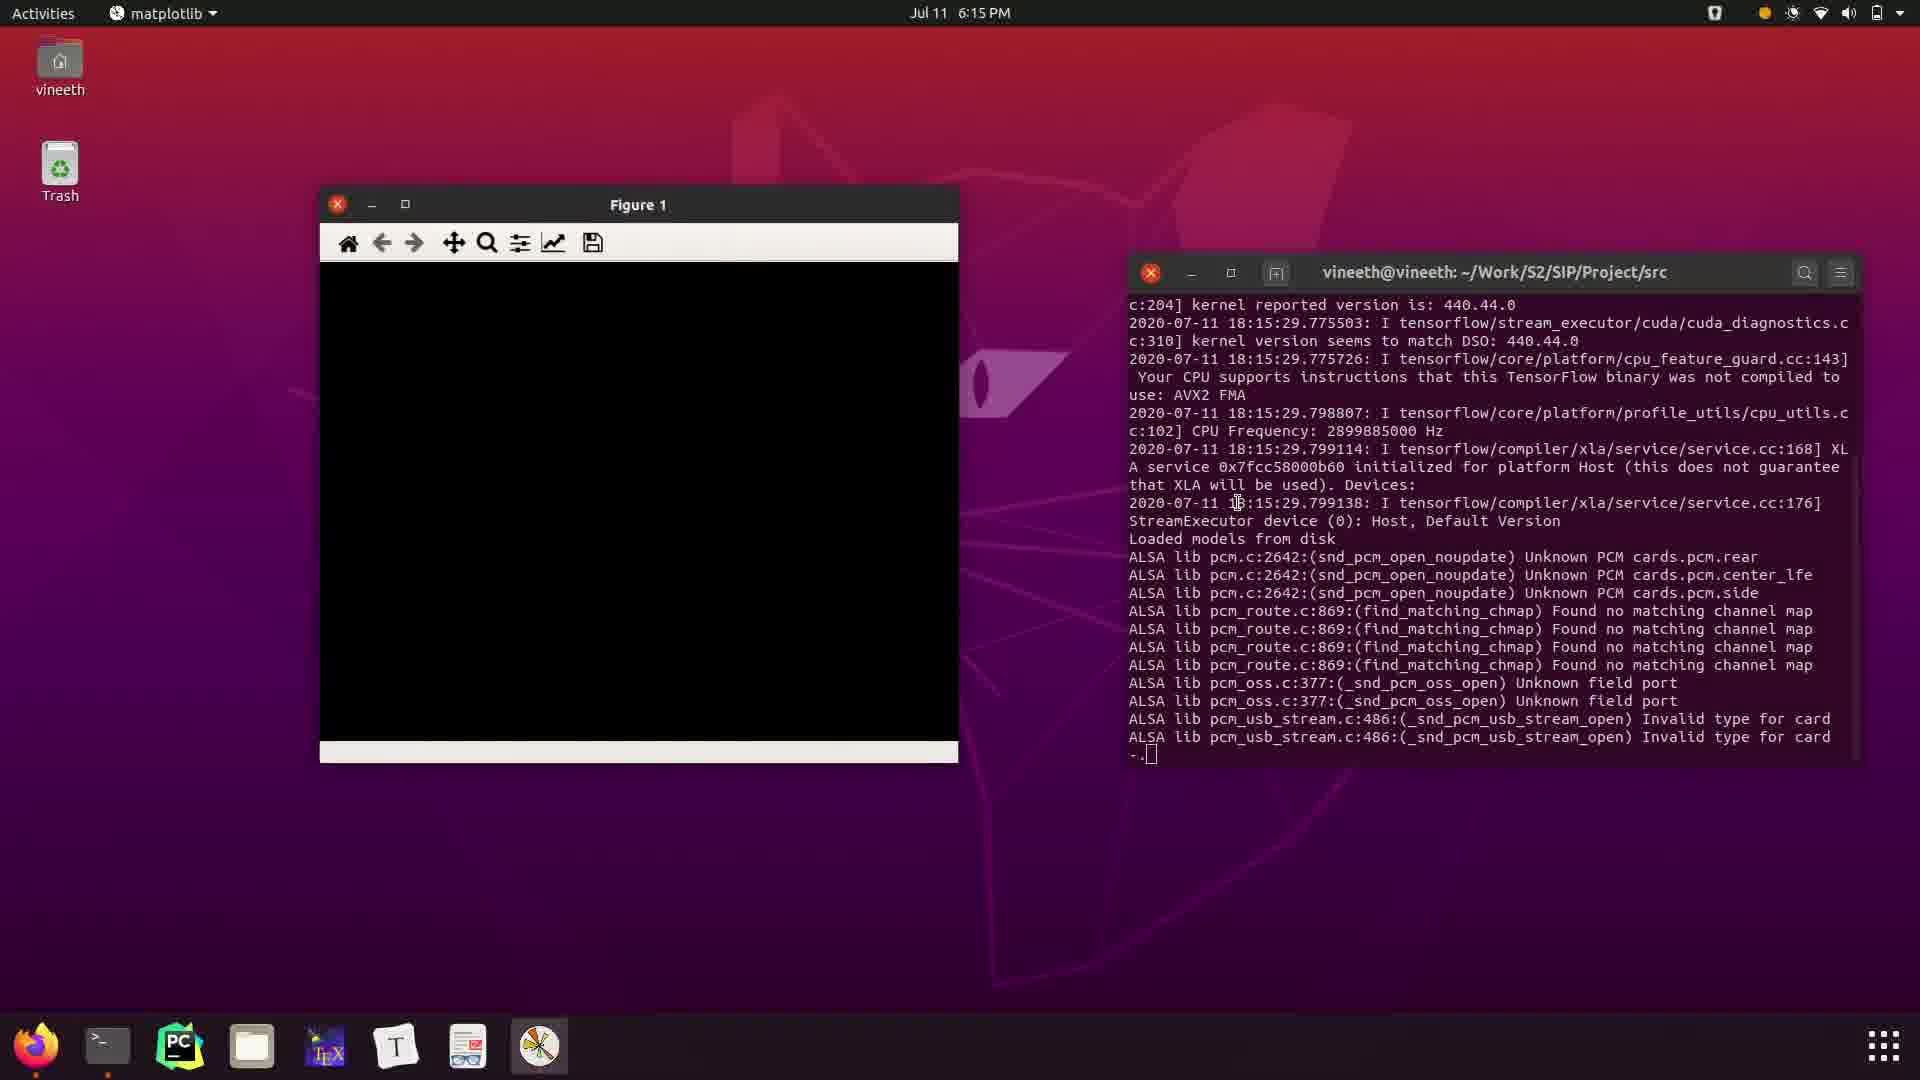 Activities
matplotlib
Jul 11 6:15 PM
vineeth
Trash
Figure 1
vineeth@vineeth: ~/Work/S2/SIP/Project/src
c:204] kernel reported version is: 440.44.0
2020-07-11 18:15:29.775503: I tensorflow/stream_executor/cuda/cuda_diagnostics.c
c:310] kernel version seems to match DSO: 440.44.0
2020-07-11 18:15:29.775726: I tensorflow/core/platform/cpu_feature_guard.cc:143]
 Your CPU supports instructions that this TensorFlow binary was not compiled to
use: AVX2 FMA
2020-07-11 18:15:29.798807: I tensorflow/core/platform/profile_utils/cpu_utils.c
c:102] CPU Frequency: 2899885000 Hz
2020-07-11 18:15:29.799114: I tensorflow/compiler/xla/service/service.cc:168] XL
A service 0x7fcc58000b60 initialized for platform Host (this does not guarantee
that XLA will be used). Devices:
2020-07-11 18:15:29.799138: I tensorflow/compiler/xla/service/service.cc:176]
StreamExecutor device (0): Host, Default Version
Loaded models from disk
ALSA lib pcm.c:2642:(snd_pcm_open_noupdate) Unknown PCM cards.pcm.rear
ALSA lib pcm.c:2642:(snd_pcm_open_noupdate) Unknown PCM cards.pcm.center_lfe
ALSA lib pcm.c:2642:(snd_pcm_open_noupdate) Unknown PCM cards.pcm.side
ALSA lib pcm_route.c:869:(find_matching_chmap) Found no matching channel map
ALSA lib pcm_route.c:869:(find_matching_chmap) Found no matching channel map
ALSA lib pcm_route.c:869:(find_matching_chmap) Found no matching channel map
ALSA lib pcm_route.c:869:(find_matching_chmap) Found no matching channel map
ALSA lib pcm_oss.c:377:(_snd_pcm_oss_open) Unknown field port
ALSA lib pcm_oss.c:377:(_snd_pcm_oss_open) Unknown field port
ALSA lib pcm_usb_stream.c:486:(_snd_pcm_usb_stream_open) Invalid type for card
ALSA lib pcm_usb_stream.c:486:(_snd_pcm_usb_stream_open) Invalid type for card
-.
>_
PC
TEX
T